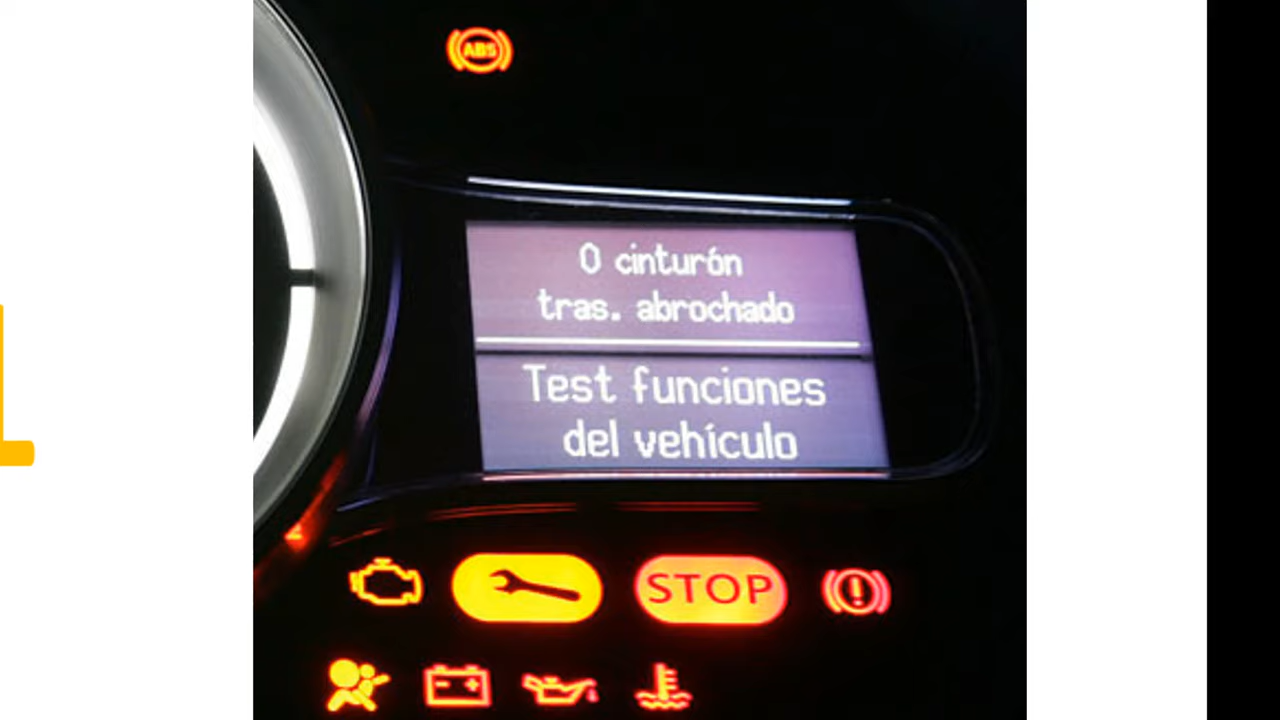 ABS
0 cinturón
tras. abrochado
Test funciones
del vehículo
STOP